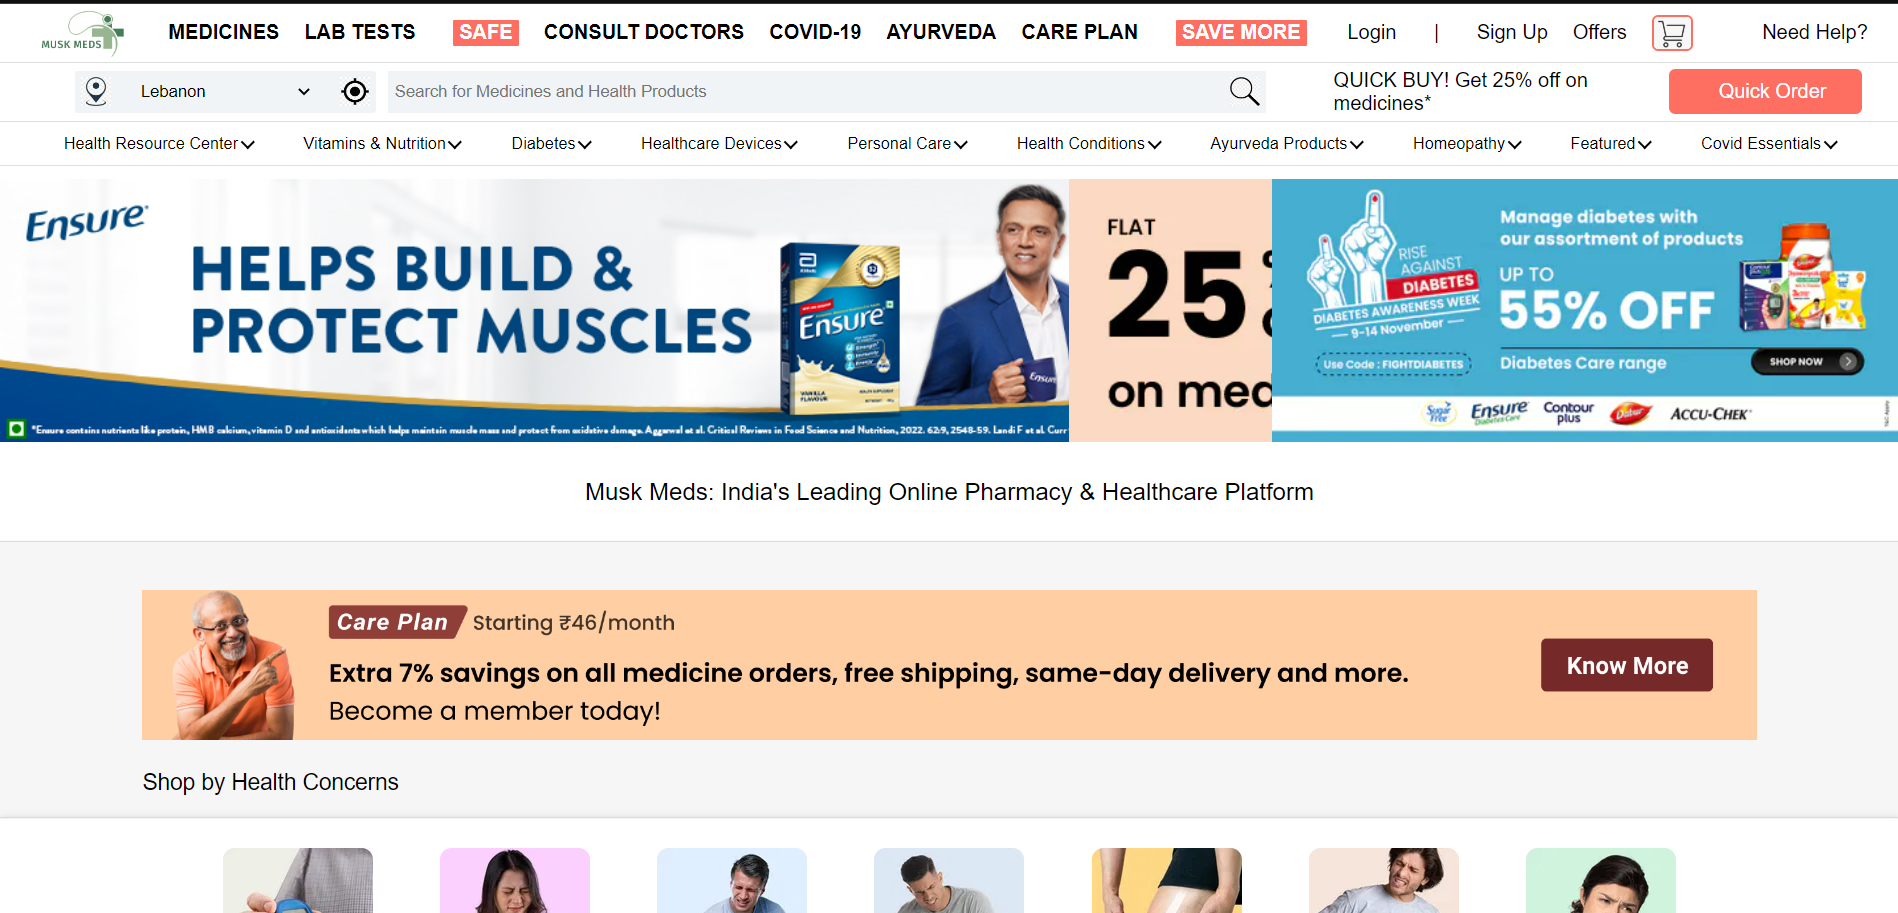 MUSK MEDS
MEDICINES LAB TESTS SAFE CONSULT DOCTORS COVID-19 AYURVEDA CARE PLAN SAVE MORE Login | Sign Up Offers Need Help?
Lebanon
Search for Medicines and Health Products
QUICK BUY! Get 25% off on
medicines*
Quick Order
Health Resource Center Vitamins & Nutrition Diabetes Healthcare Devices Personal Care Health Conditions Ayurveda Products Homeopathy Featured Covid Essentials
Ensure
HELPS BUILD &
PROTECT MUSCLES
Abbott
Ensure
VANILLA
FLAVOUR
Ensure
*Ensure contains nutrients like protein, HMB calcium, vitamin D and antioxidants which helps maintain muscle mass and protect from oxidative damage. Aggarwal et al. Critical Reviews in Food Science and Nutrition, 2022. 62:9, 2548-59. Landi F et al. Curr
FLAT
25
on med
RISE
AGAINST
DIABETES
DIABETES AWARENESS WEEK
9-14 November
Use Code : FIGHTDIABETES
Manage diabetes with
our assortment of products
UP TO
55% OFF
Diabetes Care range
SHOP NOW
Sugar
Free
Ensure
Diabetes Care
Contour
plus
Dabur
ACCU-CHEK
Musk Meds: India's Leading Online Pharmacy & Healthcare Platform
Care Plan Starting ₹46/month
Extra 7% savings on all medicine orders, free shipping, same-day delivery and more.
Become a member today!
Know More
Shop by Health Concerns